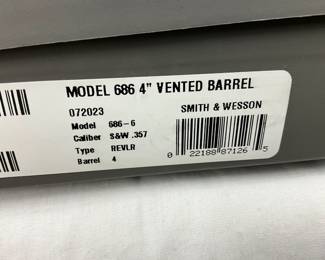 MODEL 686 4" VENTED BARREL
072023
SMITH & WESSON
Model 686-6
Caliber S&W .357
Type REVLR
Barrel 4
0 22188 87126 5